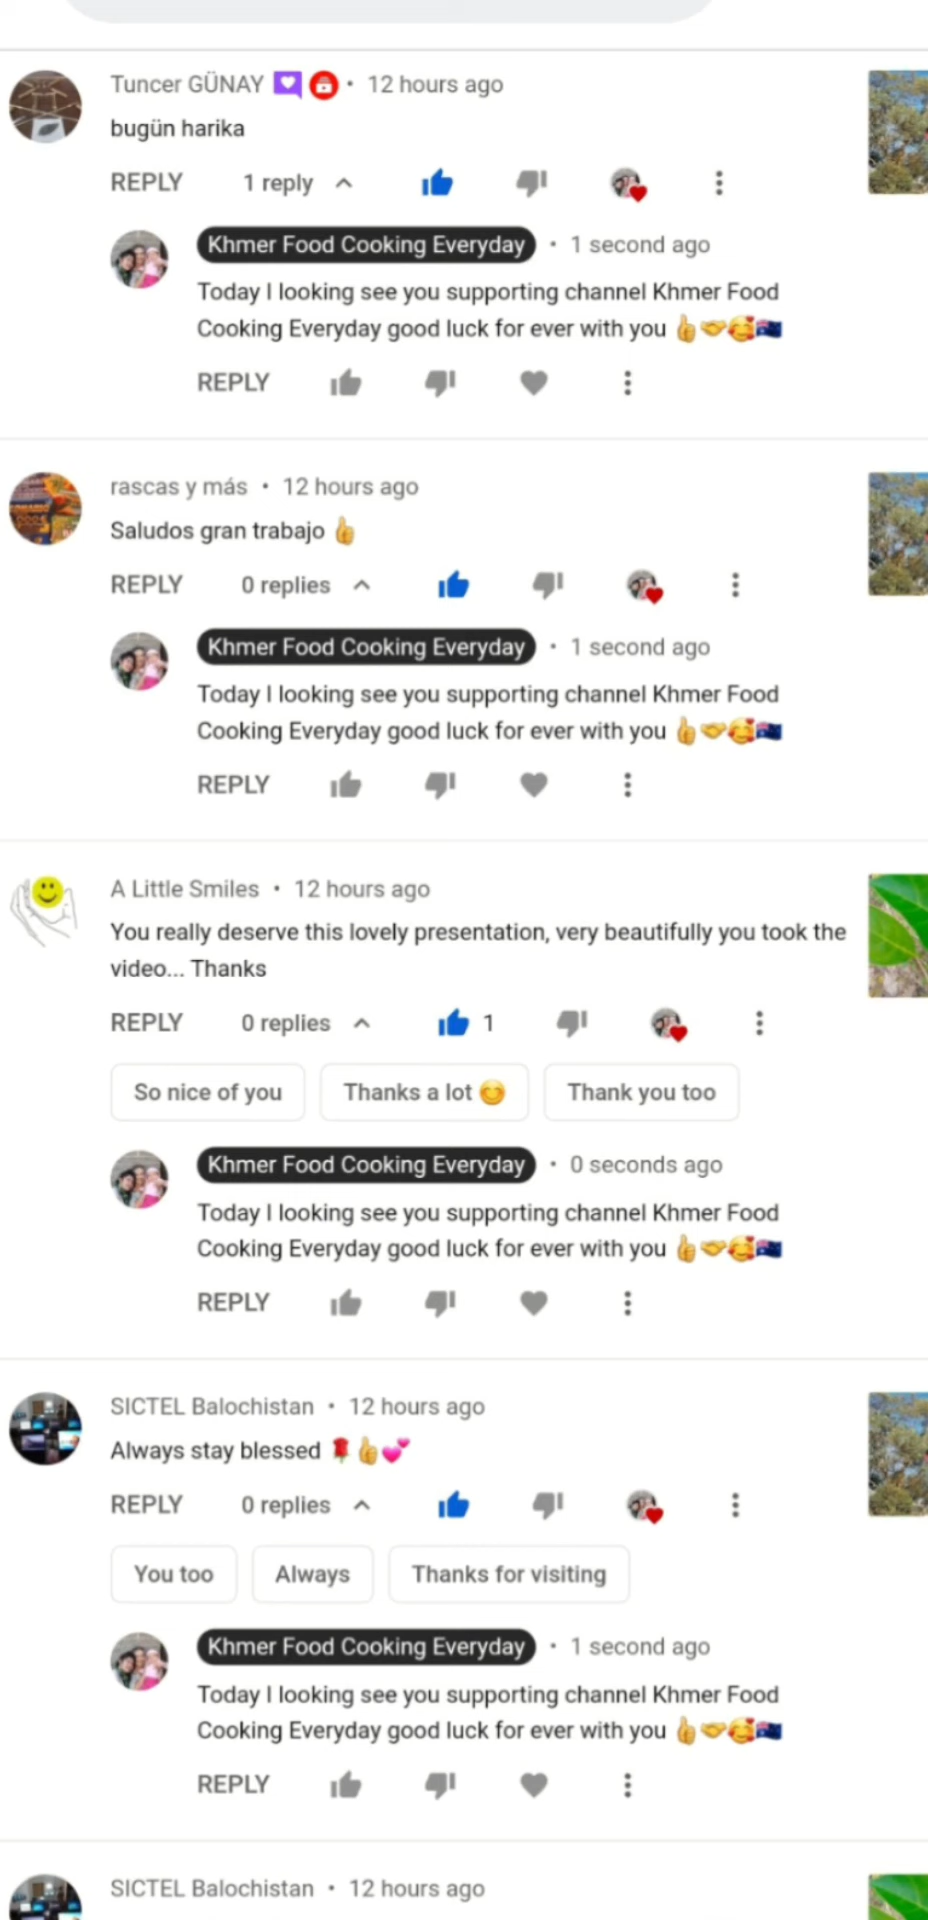 Tuncer GÜNAY • 12 hours ago
bugün harika
REPLY 1 reply
Khmer Food Cooking Everyday • 1 second ago
Today I looking see you supporting channel Khmer Food
Cooking Everyday good luck for ever with you 👍🤝🥰🇦🇺
REPLY
rascas y más • 12 hours ago
Saludos gran trabajo 👍
REPLY 0 replies
Khmer Food Cooking Everyday • 1 second ago
Today I looking see you supporting channel Khmer Food
Cooking Everyday good luck for ever with you 👍🤝🥰🇦🇺
REPLY
A Little Smiles • 12 hours ago
You really deserve this lovely presentation, very beautifully you took the
video... Thanks
REPLY 0 replies 1
So nice of you Thanks a lot 😊 Thank you too
Khmer Food Cooking Everyday • 0 seconds ago
Today I looking see you supporting channel Khmer Food
Cooking Everyday good luck for ever with you 👍🤝🥰🇦🇺
REPLY
SICTEL Balochistan • 12 hours ago
Always stay blessed 🌹👍💕
REPLY 0 replies
You too Always Thanks for visiting
Khmer Food Cooking Everyday • 1 second ago
Today I looking see you supporting channel Khmer Food
Cooking Everyday good luck for ever with you 👍🤝🥰🇦🇺
REPLY
SICTEL Balochistan • 12 hours ago